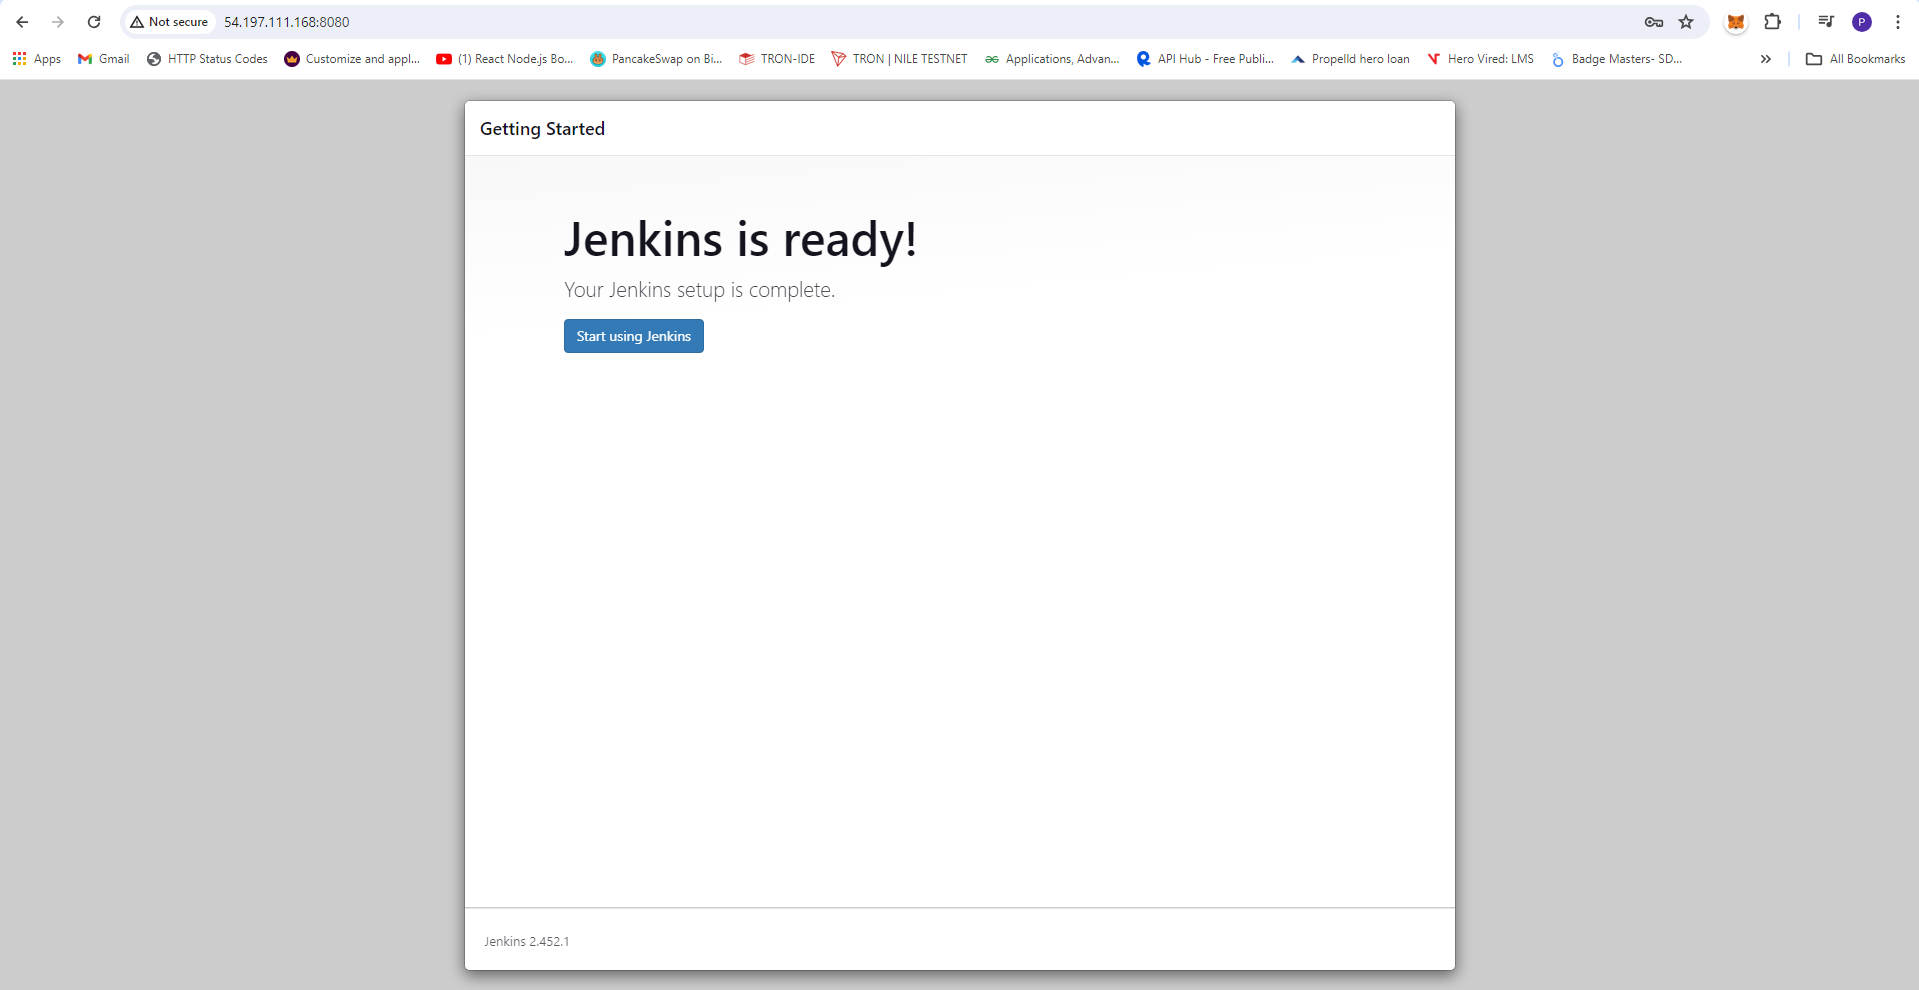 Not secure 54.197.111.168:8080 P
Apps Gmail HTTP Status Codes Customize and appl... (1) React Node.js Bo... PancakeSwap on Bi... TRON-IDE TRON | NILE TESTNET Applications, Advan... API Hub - Free Publi... Propelld hero loan Hero Vired: LMS Badge Masters- SD... » All Bookmarks
Getting Started
Jenkins is ready!
Your Jenkins setup is complete.
Start using Jenkins
Jenkins 2.452.1